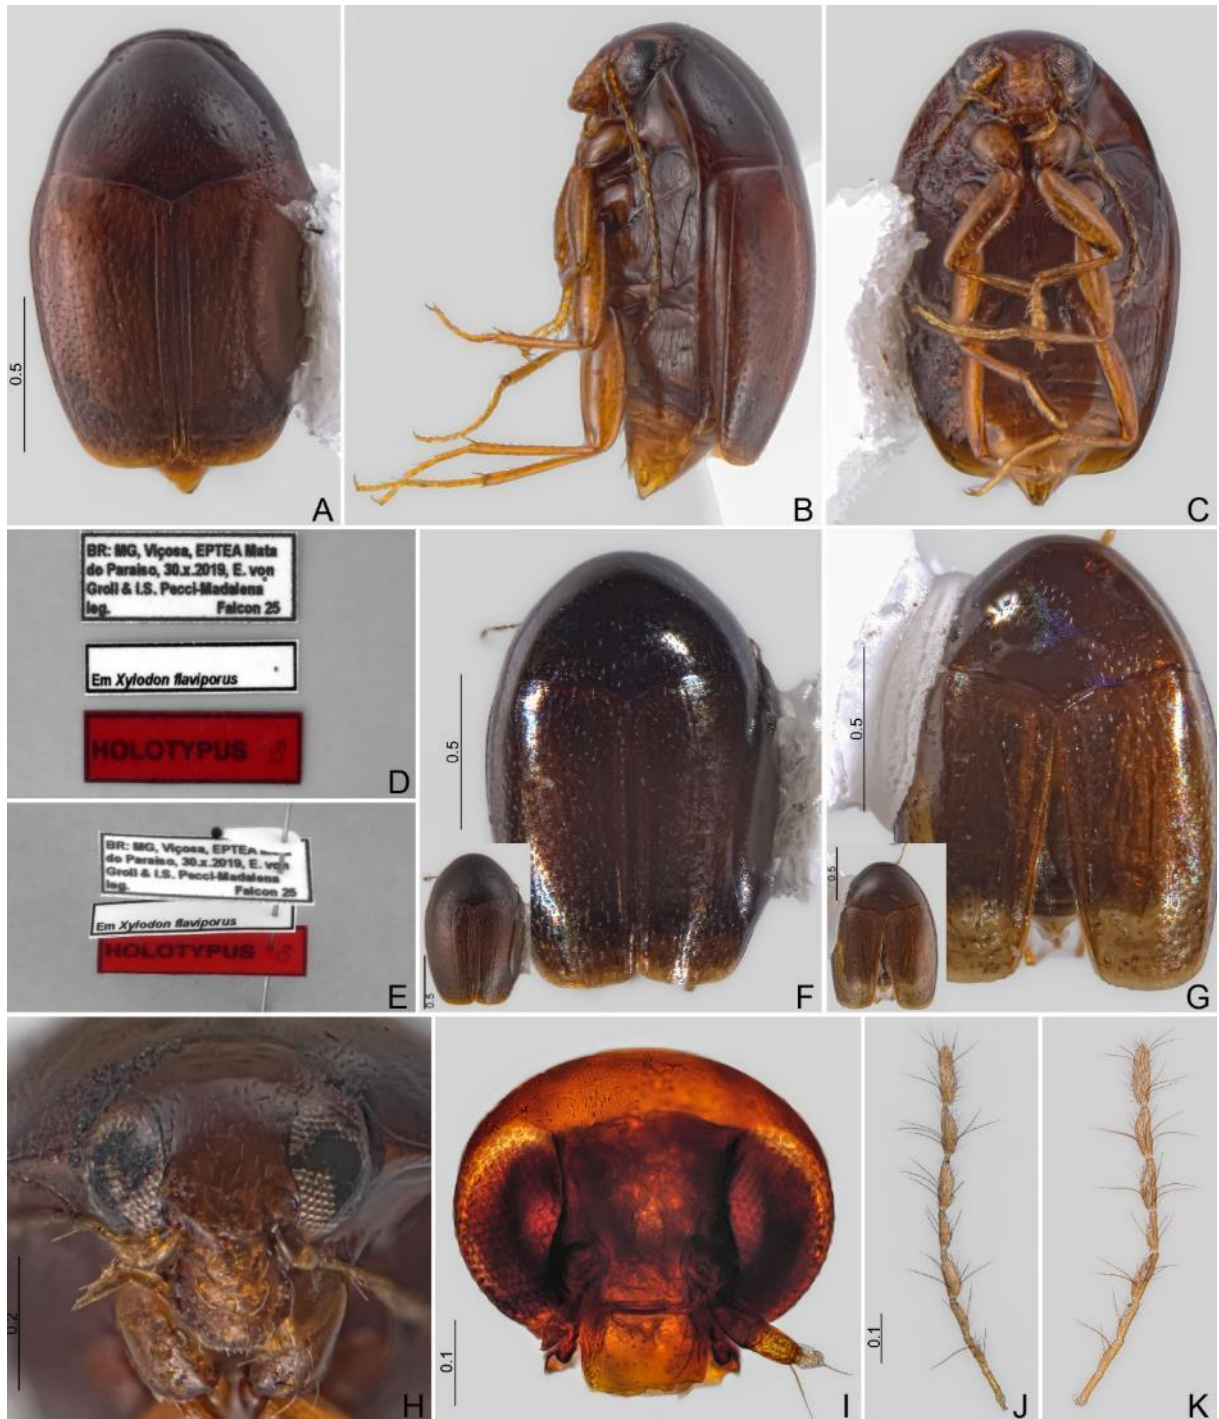 0.5
A
B
C
BR: MG, Viçosa, EPTEA Mata
do Paraiso, 30.x.2019, E. von
Groll & I.S. Pecci-Madalena
leg. Falcon 25
Em Xylodon flaviporus
HOLOTYPUS ♂
D
BR: MG, Viçosa, EPTEA Mata
do Paraiso, 30.x.2019, E. von
Groll & I.S. Pecci-Madalena
leg. Falcon 25
Em Xylodon flaviporus
HOLOTYPUS ♂
E
0.5
0.5
F
0.5
0.5
G
0.2
H
0.1
I
0.1
J
K